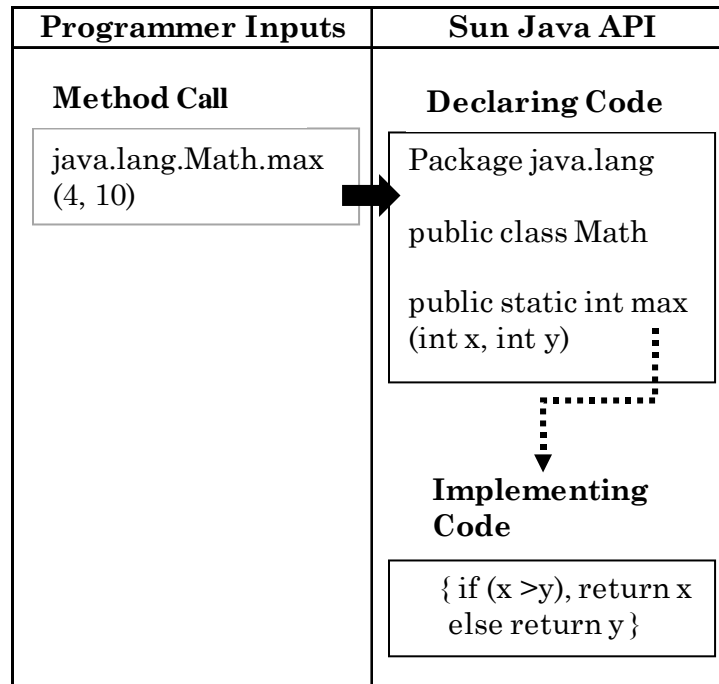 Programmer Inputs
Sun Java API
Method Call
java.lang.Math.max
(4, 10)
Declaring Code
Package java.lang
public class Math
public static int max
(int x, int y)
Implementing
Code
{ if (x >y), return x
else return y }